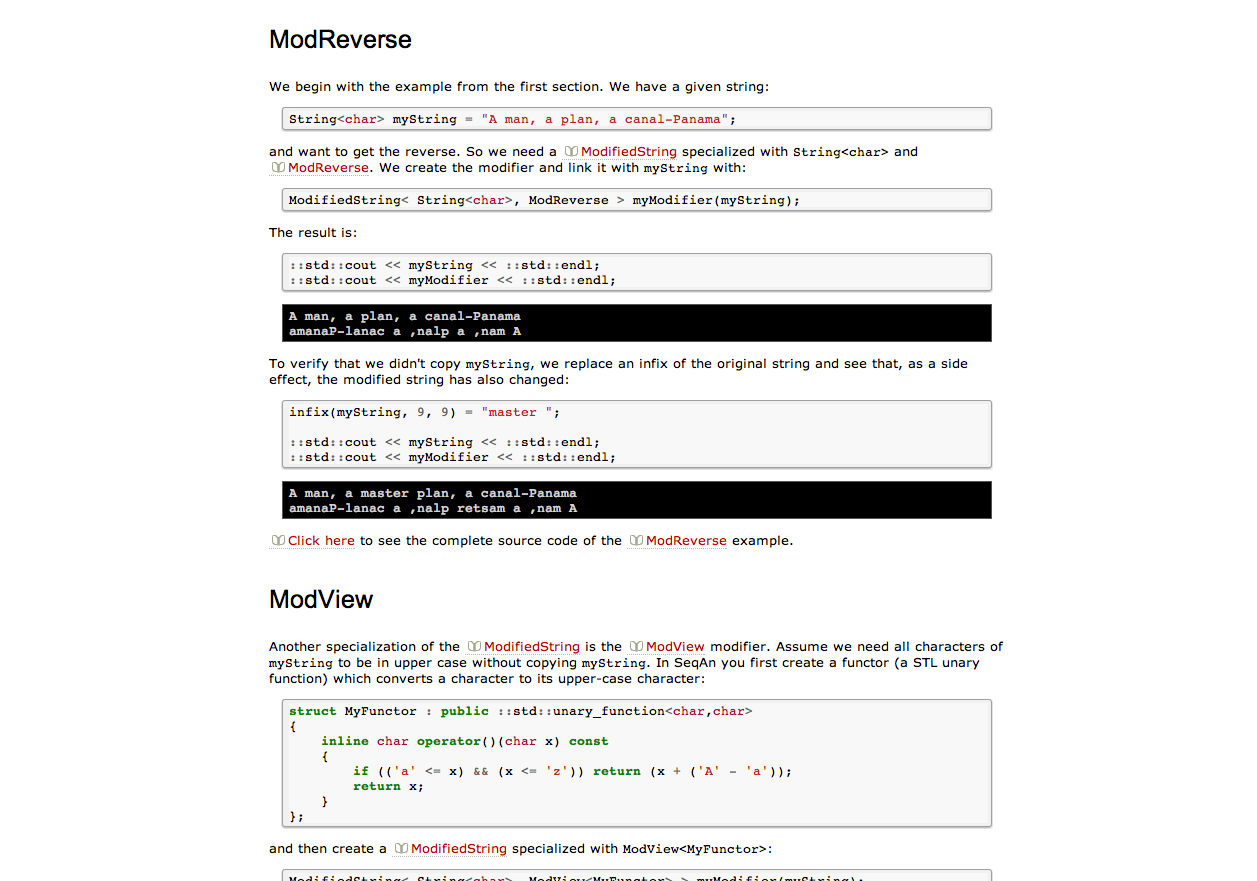 ModReverse
We begin with the example from the first section. We have a given string:
String<char> myString = "A man, a plan, a canal-Panama";
and want to get the reverse. So we need a ModifiedString specialized with String<char> and
ModReverse. We create the modifier and link it with myString with:
ModifiedString< String<char>, ModReverse > myModifier(myString);
The result is:
::std::cout << myString << ::std::endl;
::std::cout << myModifier << ::std::endl;
A man, a plan, a canal-Panama
amanaP-lanac a ,nalp a ,nam A
To verify that we didn't copy myString, we replace an infix of the original string and see that, as a side
effect, the modified string has also changed:
infix(myString, 9, 9) = "master ";
::std::cout << myString << ::std::endl;
::std::cout << myModifier << ::std::endl;
A man, a master plan, a canal-Panama
amanaP-lanac a ,nalp retsam a ,nam A
Click here to see the complete source code of the ModReverse example.
ModView
Another specialization of the ModifiedString is the ModView modifier. Assume we need all characters of
myString to be in upper case without copying myString. In SeqAn you first create a functor (a STL unary
function) which converts a character to its upper-case character:
struct MyFunctor : public ::std::unary_function<char,char>
{
    inline char operator()(char x) const
    {
        if (('a' <= x) && (x <= 'z')) return (x + ('A' - 'a'));
        return x;
    }
};
and then create a ModifiedString specialized with ModView<MyFunctor>:
ModifiedString< String<char>, ModView<MyFunctor> > myModifier(myString);